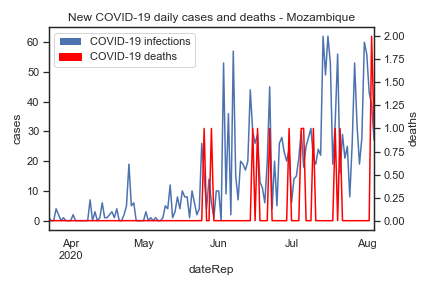 New COVID-19 daily cases and deaths - Mozambique
COVID-19 infections
COVID-19 deaths
60
50
40
30
20
10
0
cases
2.00
1.75
1.50
1.25
1.00
0.75
0.50
0.25
0.00
deaths
Apr May Jun Jul Aug
2020
dateRep